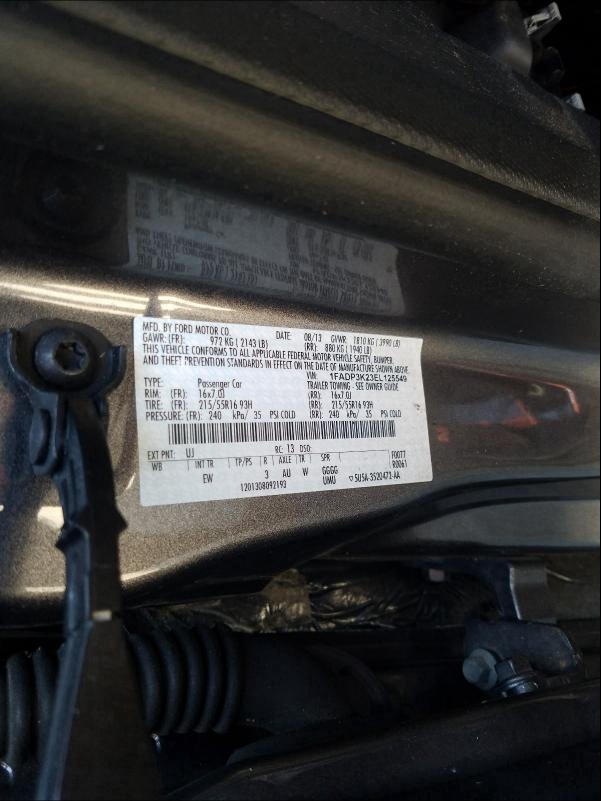 MFD. BY FORD MOTOR CO. DATE: 08/13 GVWR: 1810 KG ( 3990 LB)
GAWR: (FR): 972 KG ( 2143 LB) (RR): 880 KG ( 1940 LB)
THIS VEHICLE CONFORMS TO ALL APPLICABLE FEDERAL MOTOR VEHICLE SAFETY, BUMPER,
AND THEFT PREVENTION STANDARDS IN EFFECT ON THE DATE OF MANUFACTURE SHOWN ABOVE.
VIN: 1FADP3K23EL125549
TYPE: Passenger Car TRAILER TOWING - SEE OWNER GUIDE
RIM: (FR): 16x7.0J (RR): 16x7.0J
TIRE: (FR): 215/55R16 93H (RR): 215/55R16 93H
PRESSURE: (FR): 240 kPa/ 35 PSI COLD (RR): 240 kPa/ 35 PSI COLD
EXT PNT: UJ RC: 13 DSO: F0077
WB INT TR TP/PS R AXLE TR SPR R0061
EW 3 AU W GGGG
1201308092193 UMU 5U5A-3520472-AA